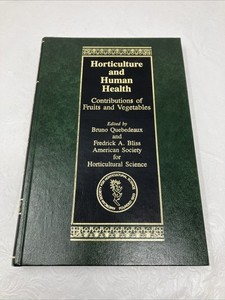 Horticulture
and
Human
Health
Contributions of
Fruits and Vegetables
Edited by
Bruno Quebedeaux
and
Fredrick A. Bliss
American Society
for
Horticultural Science